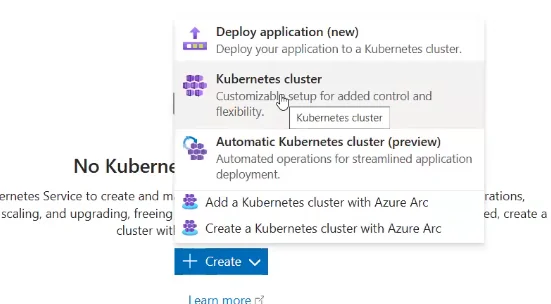 Deploy application (new)
Deploy your application to a Kubernetes cluster.
Kubernetes cluster
Customizable setup for added control and
flexibility.
Kubernetes cluster
Automatic Kubernetes cluster (preview)
Automated operations for streamlined application
deployment.
No Kuberne
ernetes Service to create and m
rations,
scaling, and upgrading, freeing
ed, create a
cluster with
Add a Kubernetes cluster with Azure Arc
Create a Kubernetes cluster with Azure Arc
+ Create
Learn more